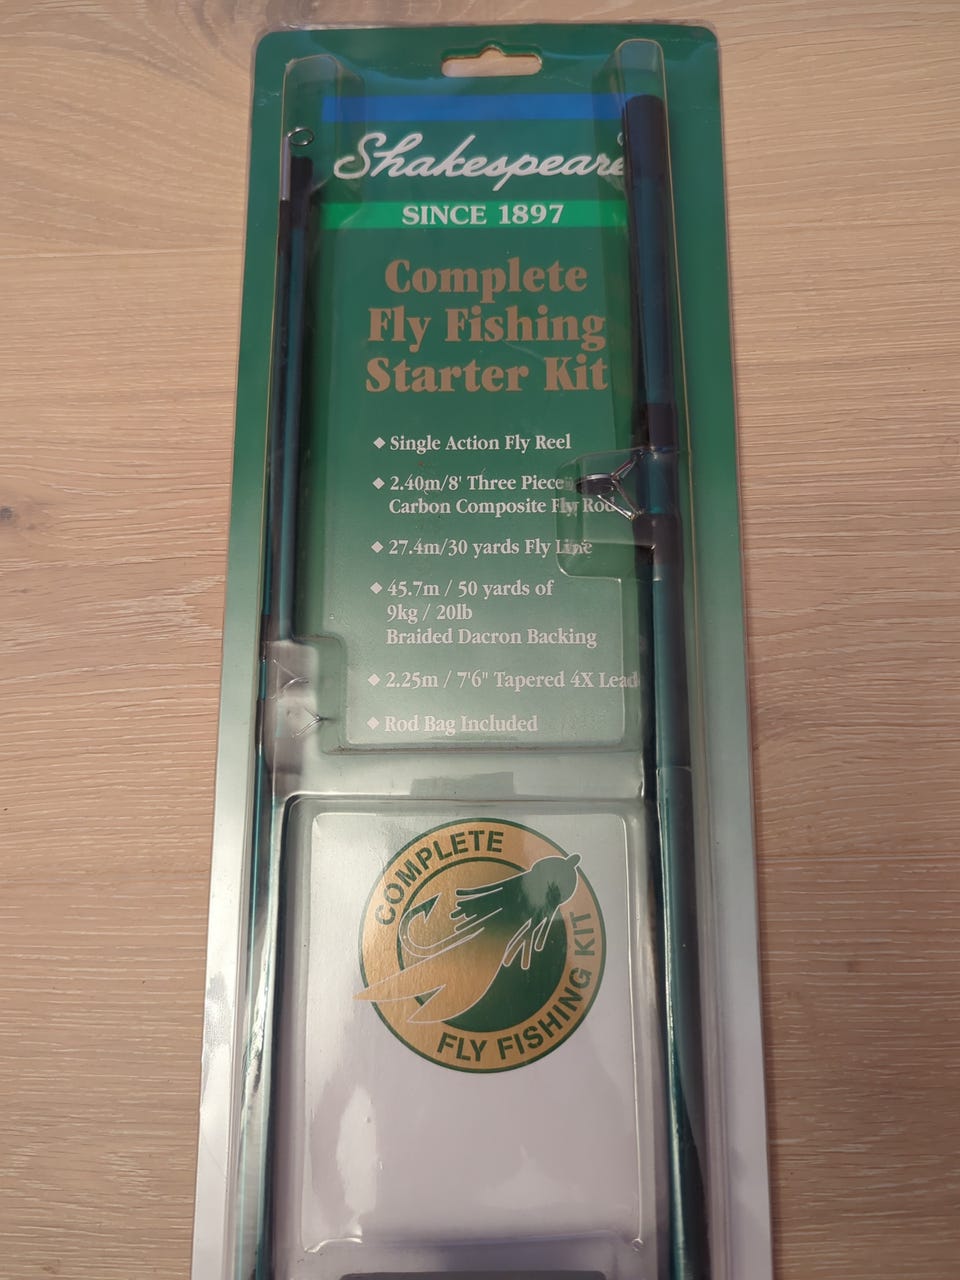 Shakespeare
SINCE 1897
Complete
Fly Fishing
Starter Kit
◆ Single Action Fly Reel
◆ 2.40m/8' Three Piece
Carbon Composite Fly Rod
◆ 27.4m/30 yards Fly Line
◆ 45.7m / 50 yards of
9kg / 20lb
Braided Dacron Backing
◆ 2.25m / 7'6" Tapered 4X Lead
◆ Rod Bag Included
COMPLETE
FLY FISHING KIT